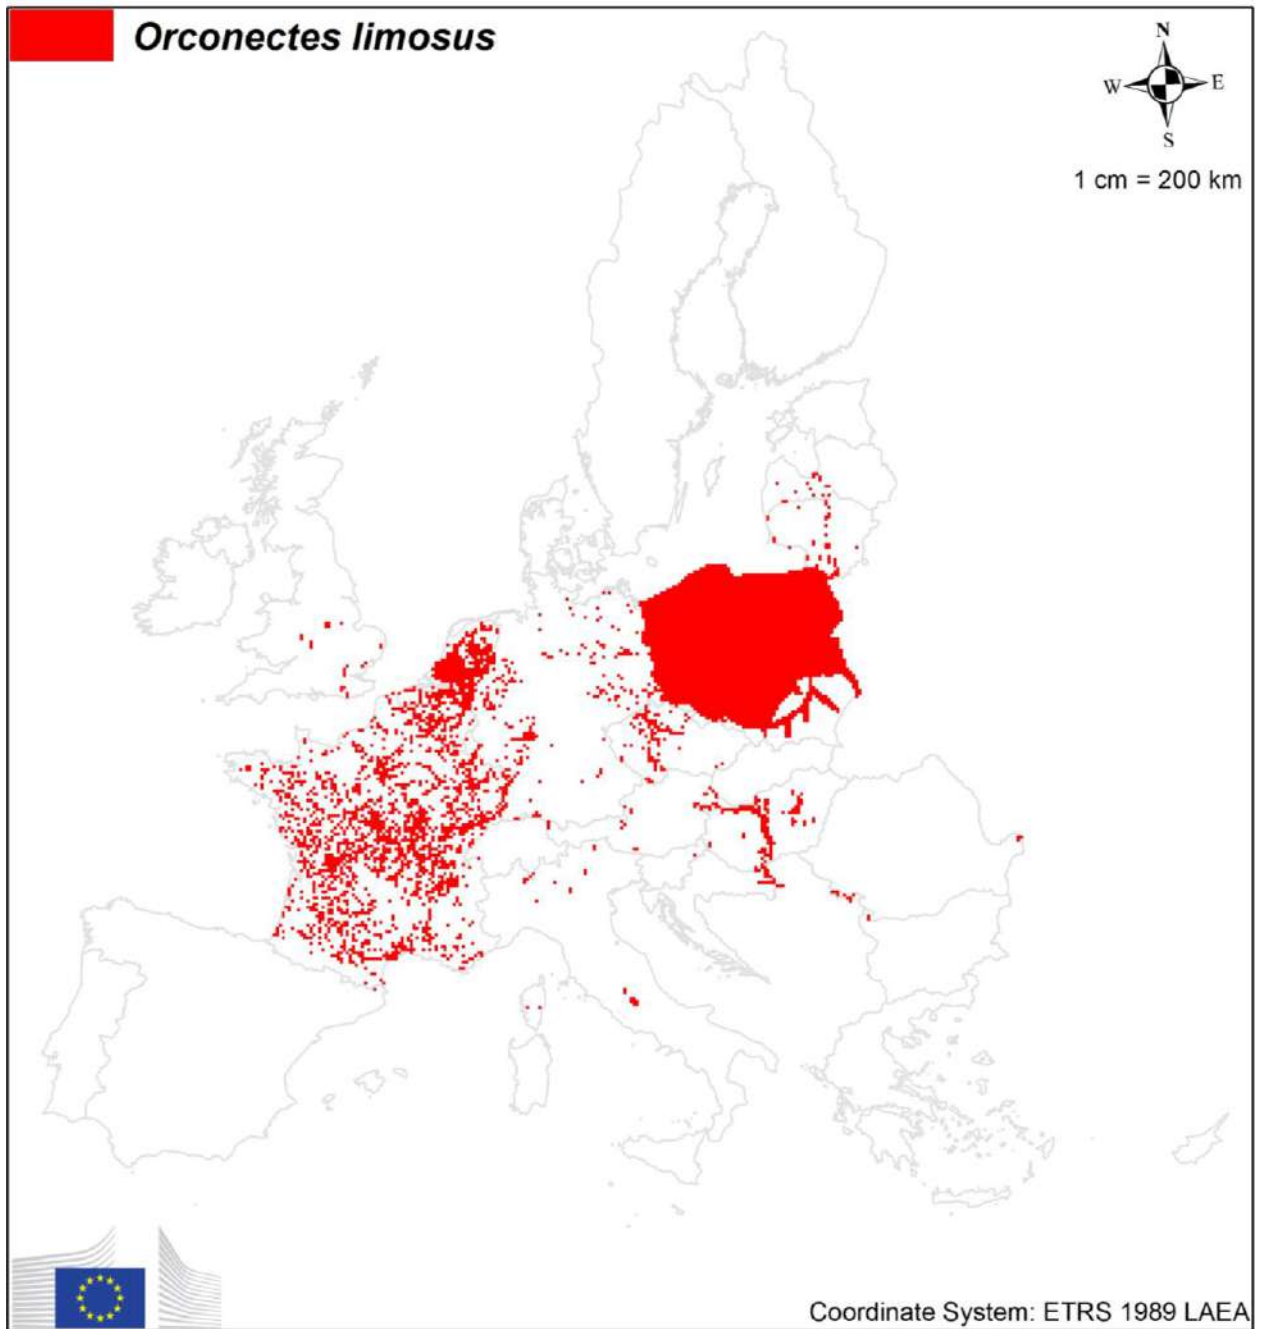 Orconectes limosus
N
W E
S
1 cm = 200 km
Coordinate System: ETRS 1989 LAEA